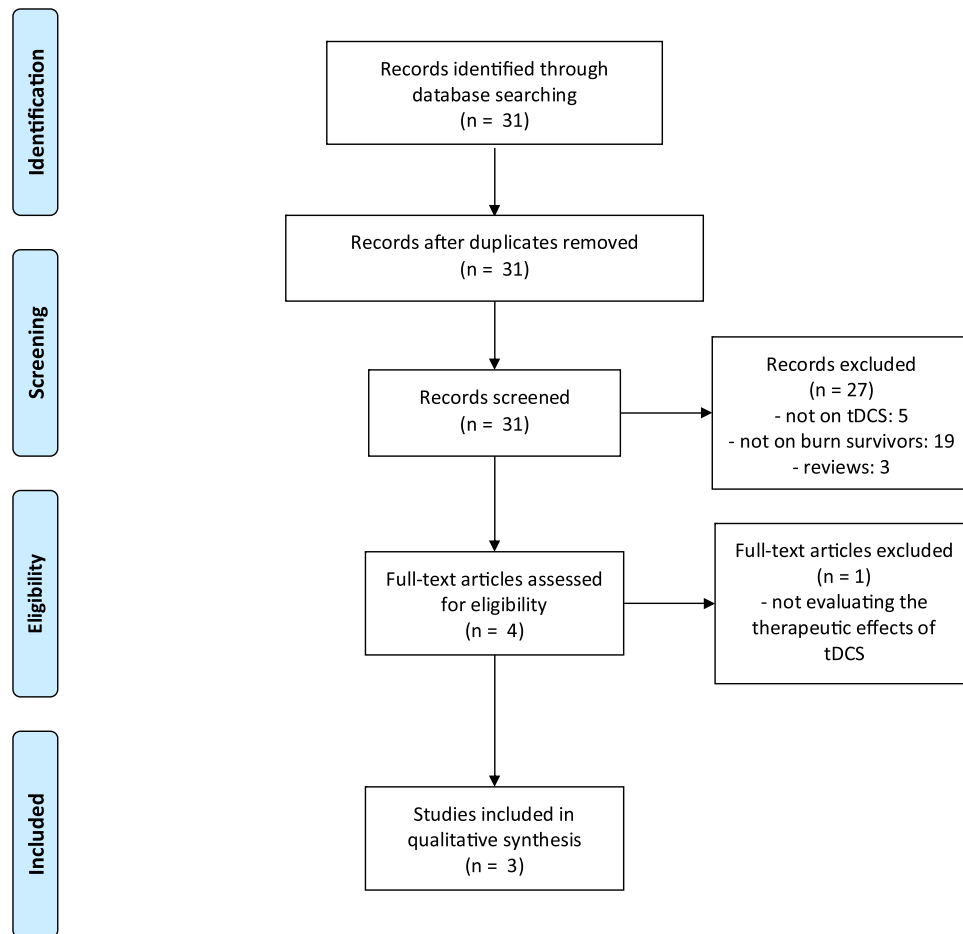 Identification
Records identified through
database searching
(n = 31)
Records after duplicates removed
(n = 31)
Screening
Records screened
(n = 31)
Records excluded
(n = 27)
- not on tDCS: 5
- not on burn survivors: 19
- reviews: 3
Eligibility
Full-text articles assessed
for eligibility
(n = 4)
Full-text articles excluded
(n = 1)
- not evaluating the
therapeutic effects of
tDCS
Included
Studies included in
qualitative synthesis
(n = 3)